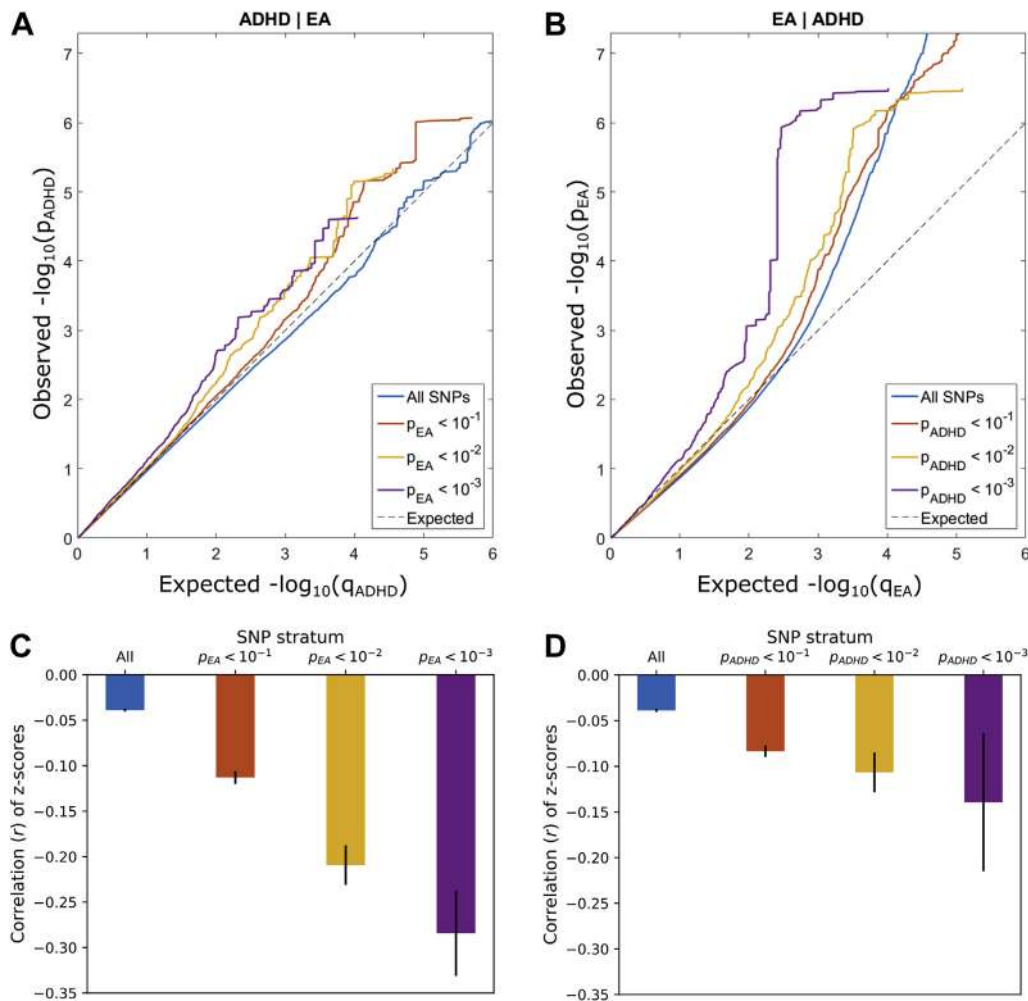 A
ADHD | EA
7
6
5
4
3
2
1
0
Observed -log10(pADHD)
All SNPs
pEA < 10-1
pEA < 10-2
pEA < 10-3
Expected
0 1 2 3 4 5 6
Expected -log10(qADHD)
B
EA | ADHD
7
6
5
4
3
2
1
0
Observed -log10(pEA)
All SNPs
pADHD < 10-1
pADHD < 10-2
pADHD < 10-3
Expected
0 1 2 3 4 5 6
Expected -log10(qEA)
C
SNP stratum
All pEA < 10-1 pEA < 10-2 pEA < 10-3
0.00
−0.05
−0.10
−0.15
−0.20
−0.25
−0.30
−0.35
Correlation (r) of z-scores
D
SNP stratum
All pADHD < 10-1 pADHD < 10-2 pADHD < 10-3
0.00
−0.05
−0.10
−0.15
−0.20
−0.25
−0.30
−0.35
Correlation (r) of z-scores